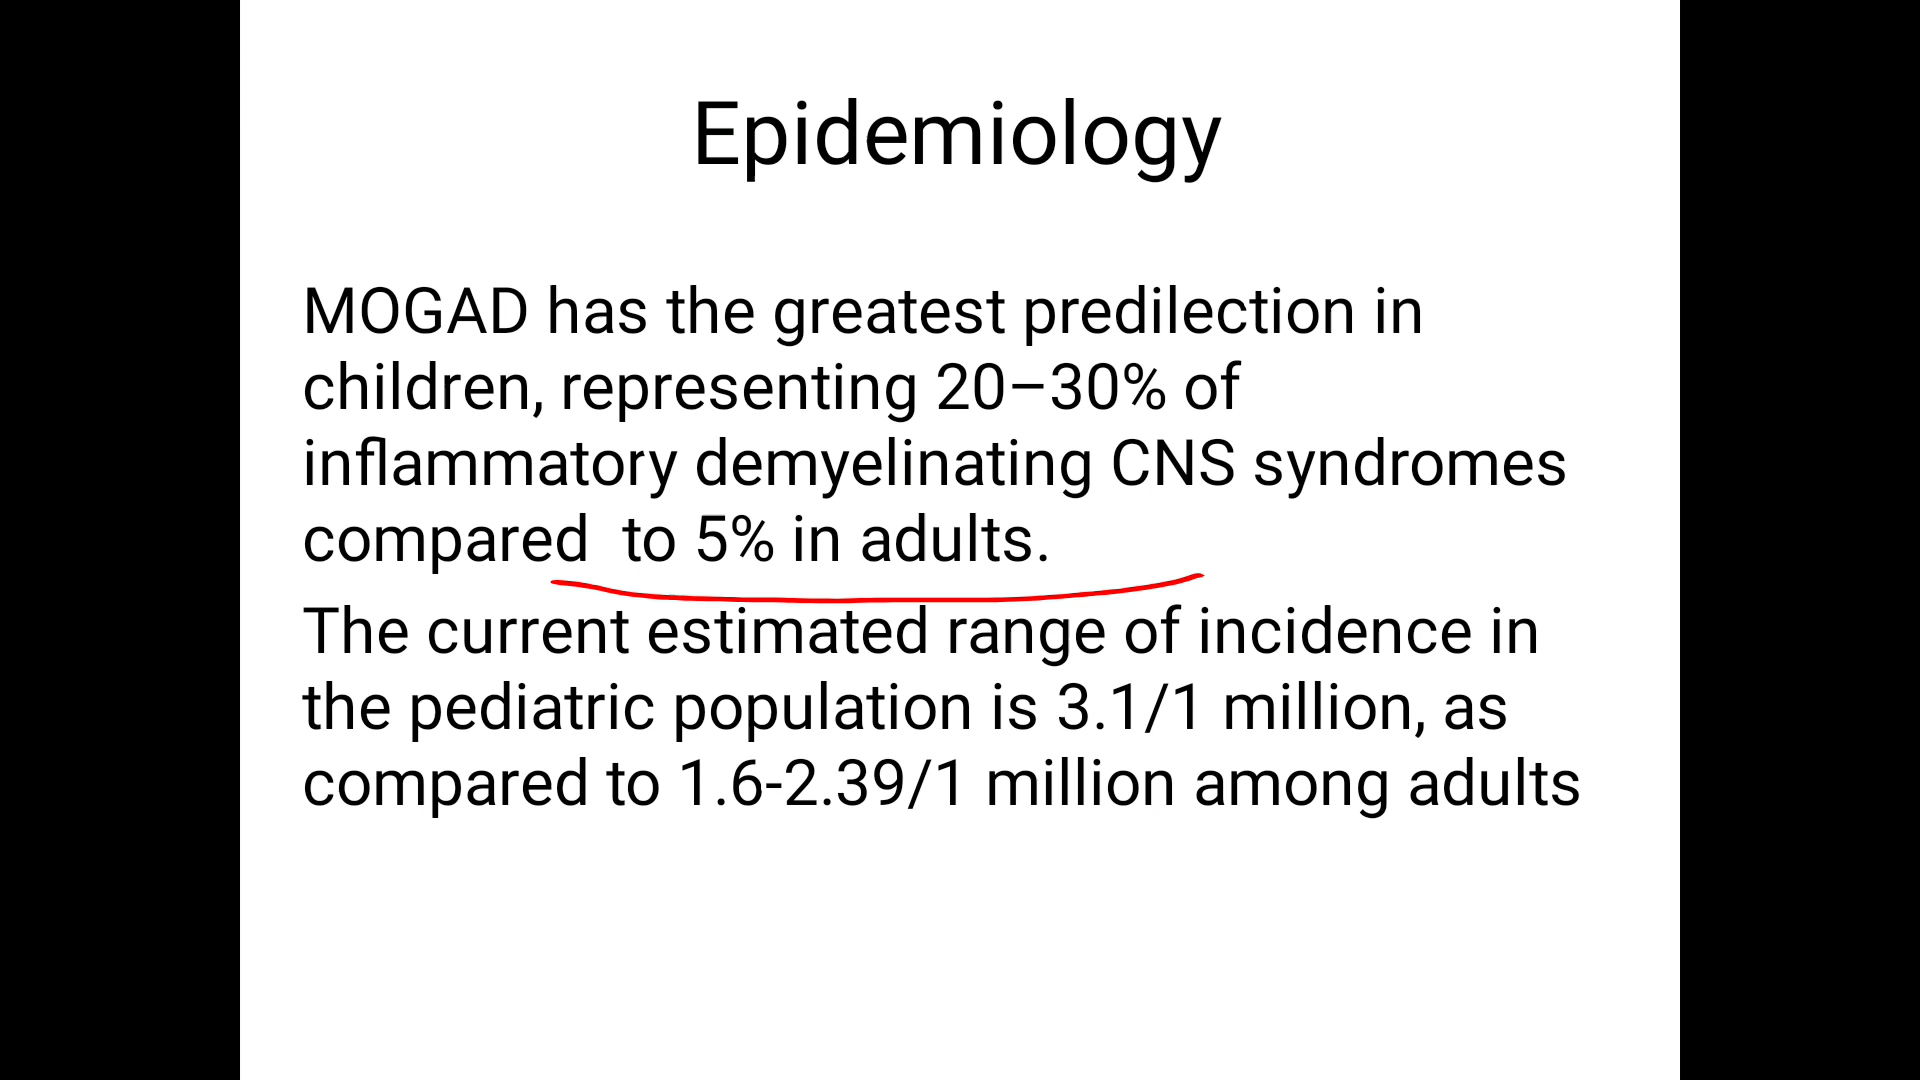 Epidemiology
MOGAD has the greatest predilection in
children, representing 20–30% of
inflammatory demyelinating CNS syndromes
compared  to 5% in adults.
The current estimated range of incidence in
the pediatric population is 3.1/1 million, as
compared to 1.6-2.39/1 million among adults